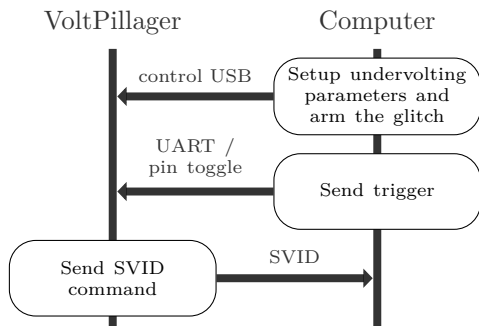 VoltPillager
Computer
control USB
Setup undervolting
parameters and
arm the glitch
UART /
pin toggle
Send trigger
Send SVID
command
SVID